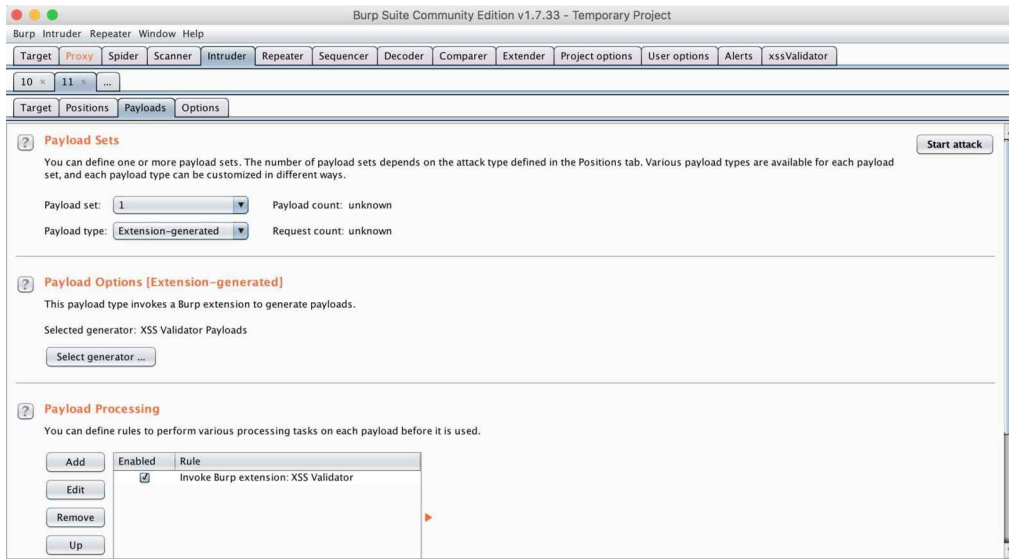 Burp Suite Community Edition v1.7.33 - Temporary Project
Burp Intruder Repeater Window Help
Target Proxy Spider Scanner Intruder Repeater Sequencer Decoder Comparer Extender Project options User options Alerts xssValidator
10 × 11 × ...
Target Positions Payloads Options
? Payload Sets
Start attack
You can define one or more payload sets. The number of payload sets depends on the attack type defined in the Positions tab. Various payload types are available for each payload
set, and each payload type can be customized in different ways.
Payload set: 1 Payload count: unknown
Payload type: Extension-generated Request count: unknown
? Payload Options [Extension-generated]
This payload type invokes a Burp extension to generate payloads.
Selected generator: XSS Validator Payloads
Select generator ...
? Payload Processing
You can define rules to perform various processing tasks on each payload before it is used.
Add Enabled Rule
Invoke Burp extension: XSS Validator
Edit
Remove
Up